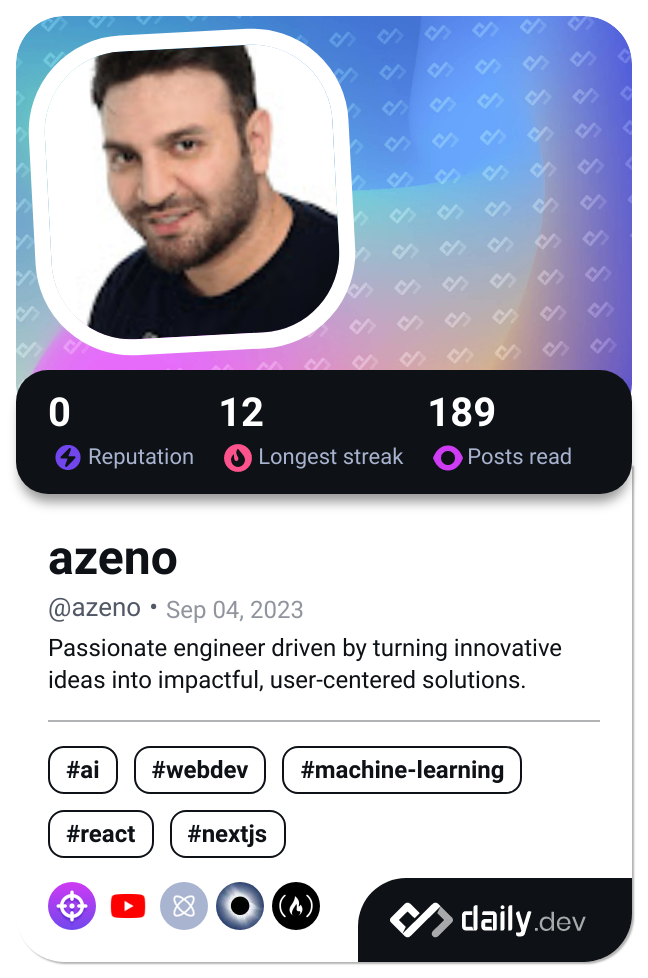 0 12 189
Reputation Longest streak Posts read
azeno
@azeno • Sep 04, 2023
Passionate engineer driven by turning innovative
ideas into impactful, user-centered solutions.
#ai #webdev #machine-learning
#react #nextjs
daily.dev